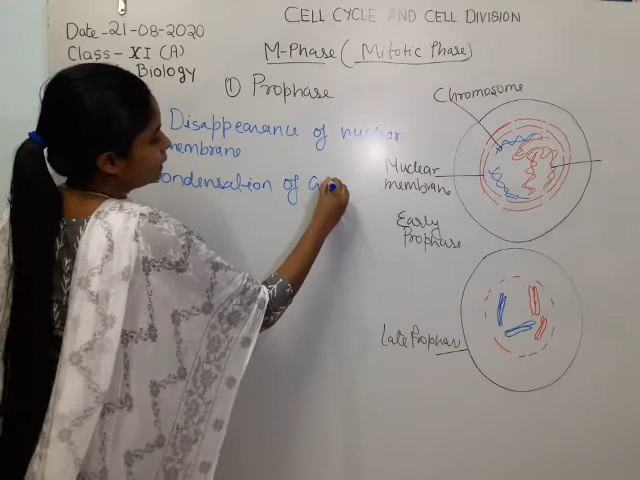 CELL CYCLE AND CELL DIVISION
Date-21-08-2020
Class- XI (A)
Biology
M-Phase (Mitotic Phase)
① Prophase
Disappearance of nuclear
membrane
ondensation of
Chromosome
Nuclear
membrane
Early
Prophase
Late Prophase